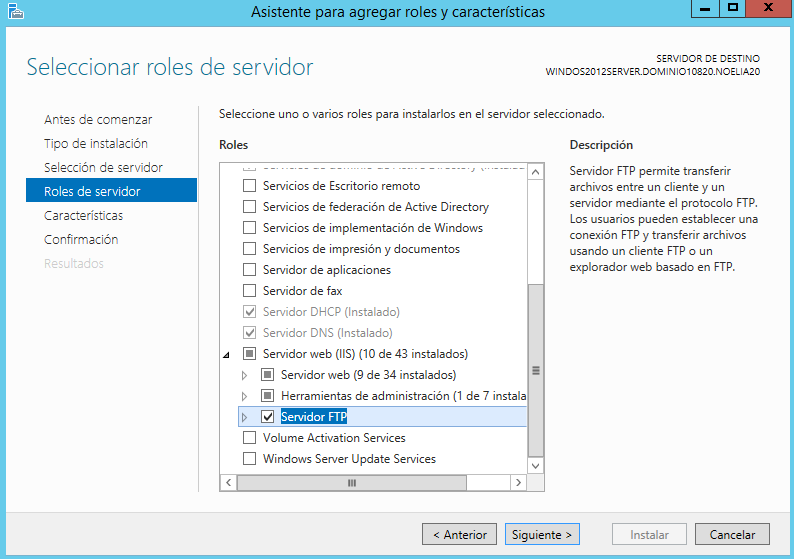 Asistente para agregar roles y características
Seleccionar roles de servidor
SERVIDOR DE DESTINO
WINDOS2012SERVER.DOMINIO10820.NOELIA20
Antes de comenzar
Tipo de instalación
Selección de servidor
Roles de servidor
Características
Confirmación
Resultados
Seleccione uno o varios roles para instalarlos en el servidor seleccionado.
Roles
Servicios de dominio de Active Directory (Instalado
Servicios de Escritorio remoto
Servicios de federación de Active Directory
Servicios de implementación de Windows
Servicios de impresión y documentos
Servidor de aplicaciones
Servidor de fax
Servidor DHCP (Instalado)
Servidor DNS (Instalado)
Servidor web (IIS) (10 de 43 instalados)
Servidor web (9 de 34 instalados)
Herramientas de administración (1 de 7 instala
Servidor FTP
Volume Activation Services
Windows Server Update Services
Descripción
Servidor FTP permite transferir
archivos entre un cliente y un
servidor mediante el protocolo FTP.
Los usuarios pueden establecer una
conexión FTP y transferir archivos
usando un cliente FTP o un
explorador web basado en FTP.
< Anterior
Siguiente >
Instalar
Cancelar